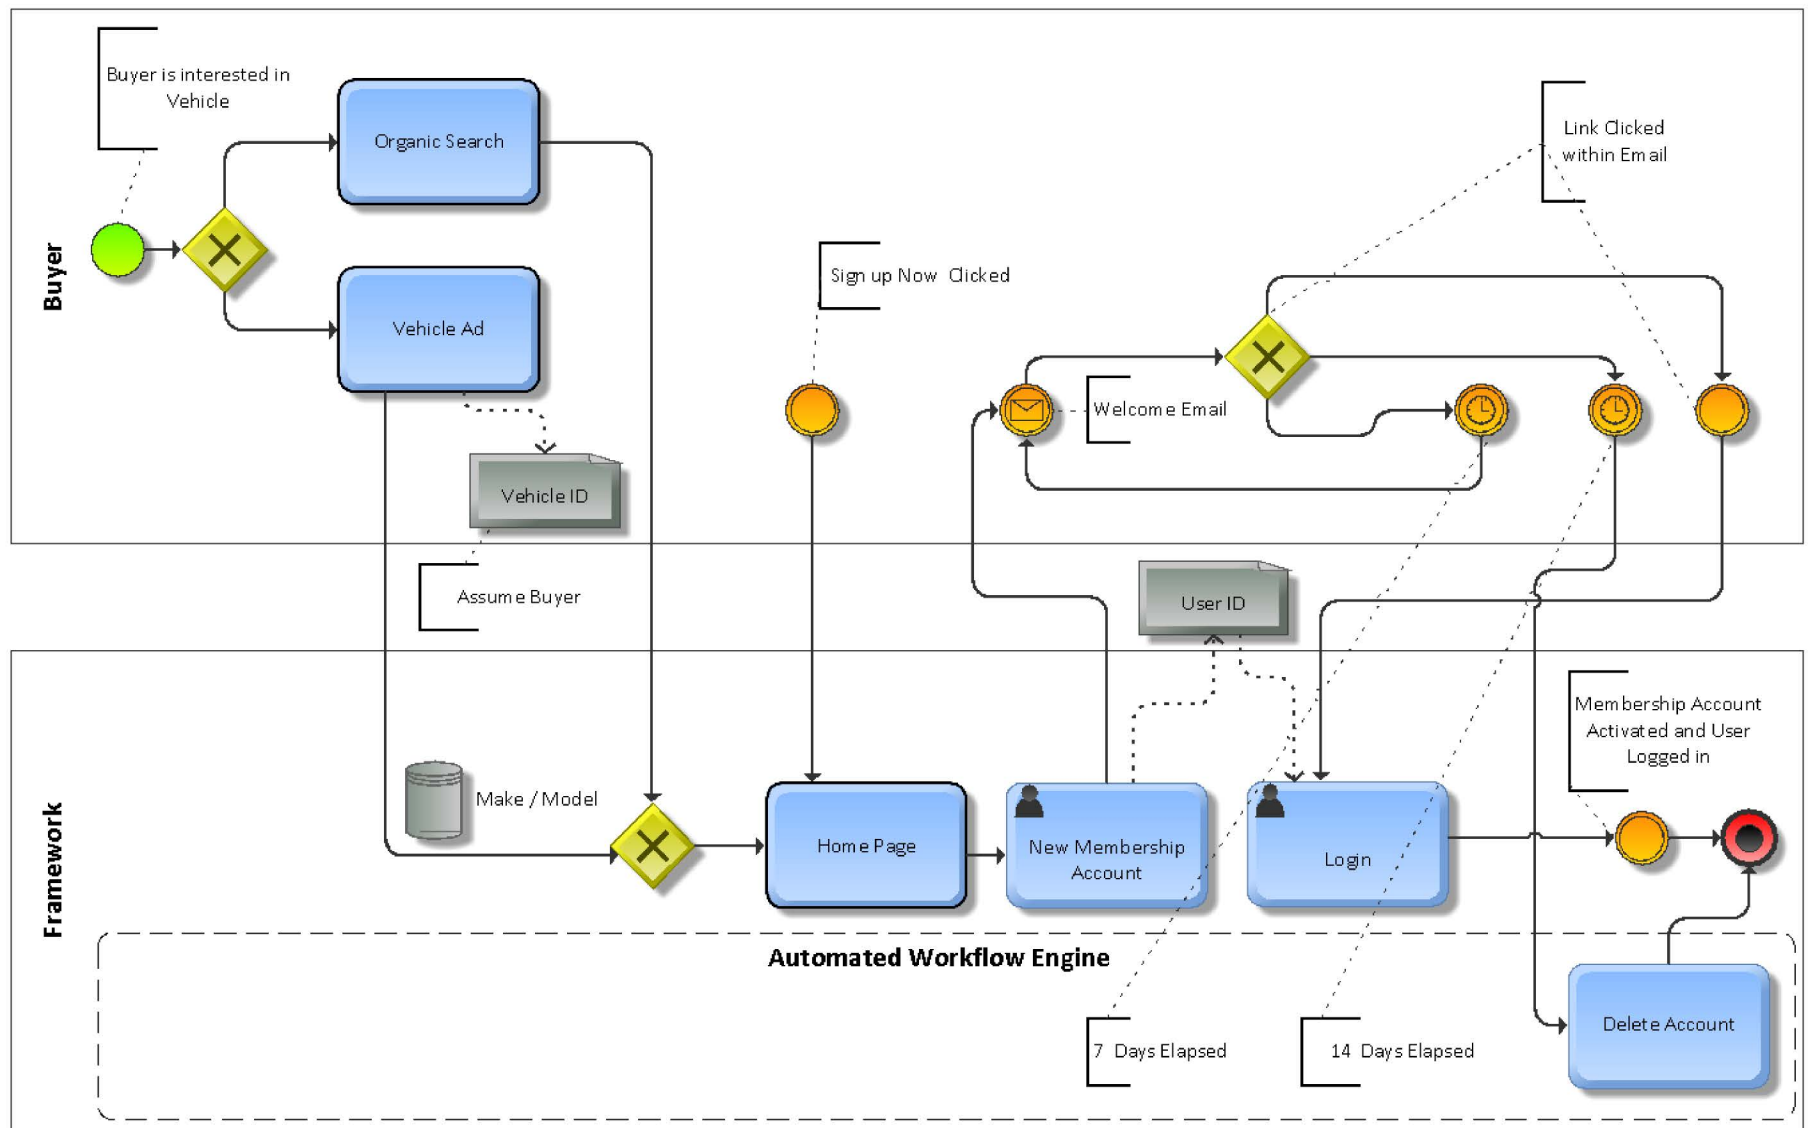 Buyer
Buyer is interested in
Vehicle
Organic Search
Vehicle Ad
Vehicle ID
Assume Buyer
Sign up Now Clicked
Welcome Email
Link Clicked
within Email
User ID
Framework
Make / Model
Home Page
New Membership
Account
Login
Membership Account
Activated and User
Logged in
Automated Workflow Engine
7 Days Elapsed
14 Days Elapsed
Delete Account